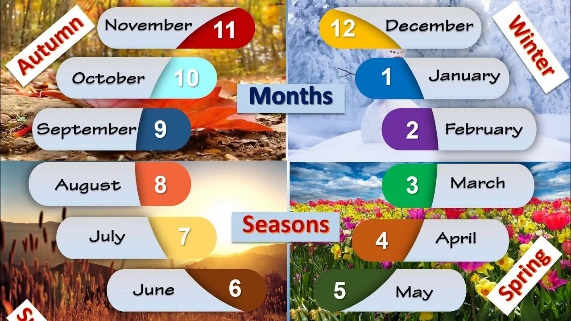 Autumn
November 11
October 10
September 9
12 December
1 January
2 February
Winter
Months
August 8
July 7
June 6
Seasons
3 March
4 April
5 May
Spring